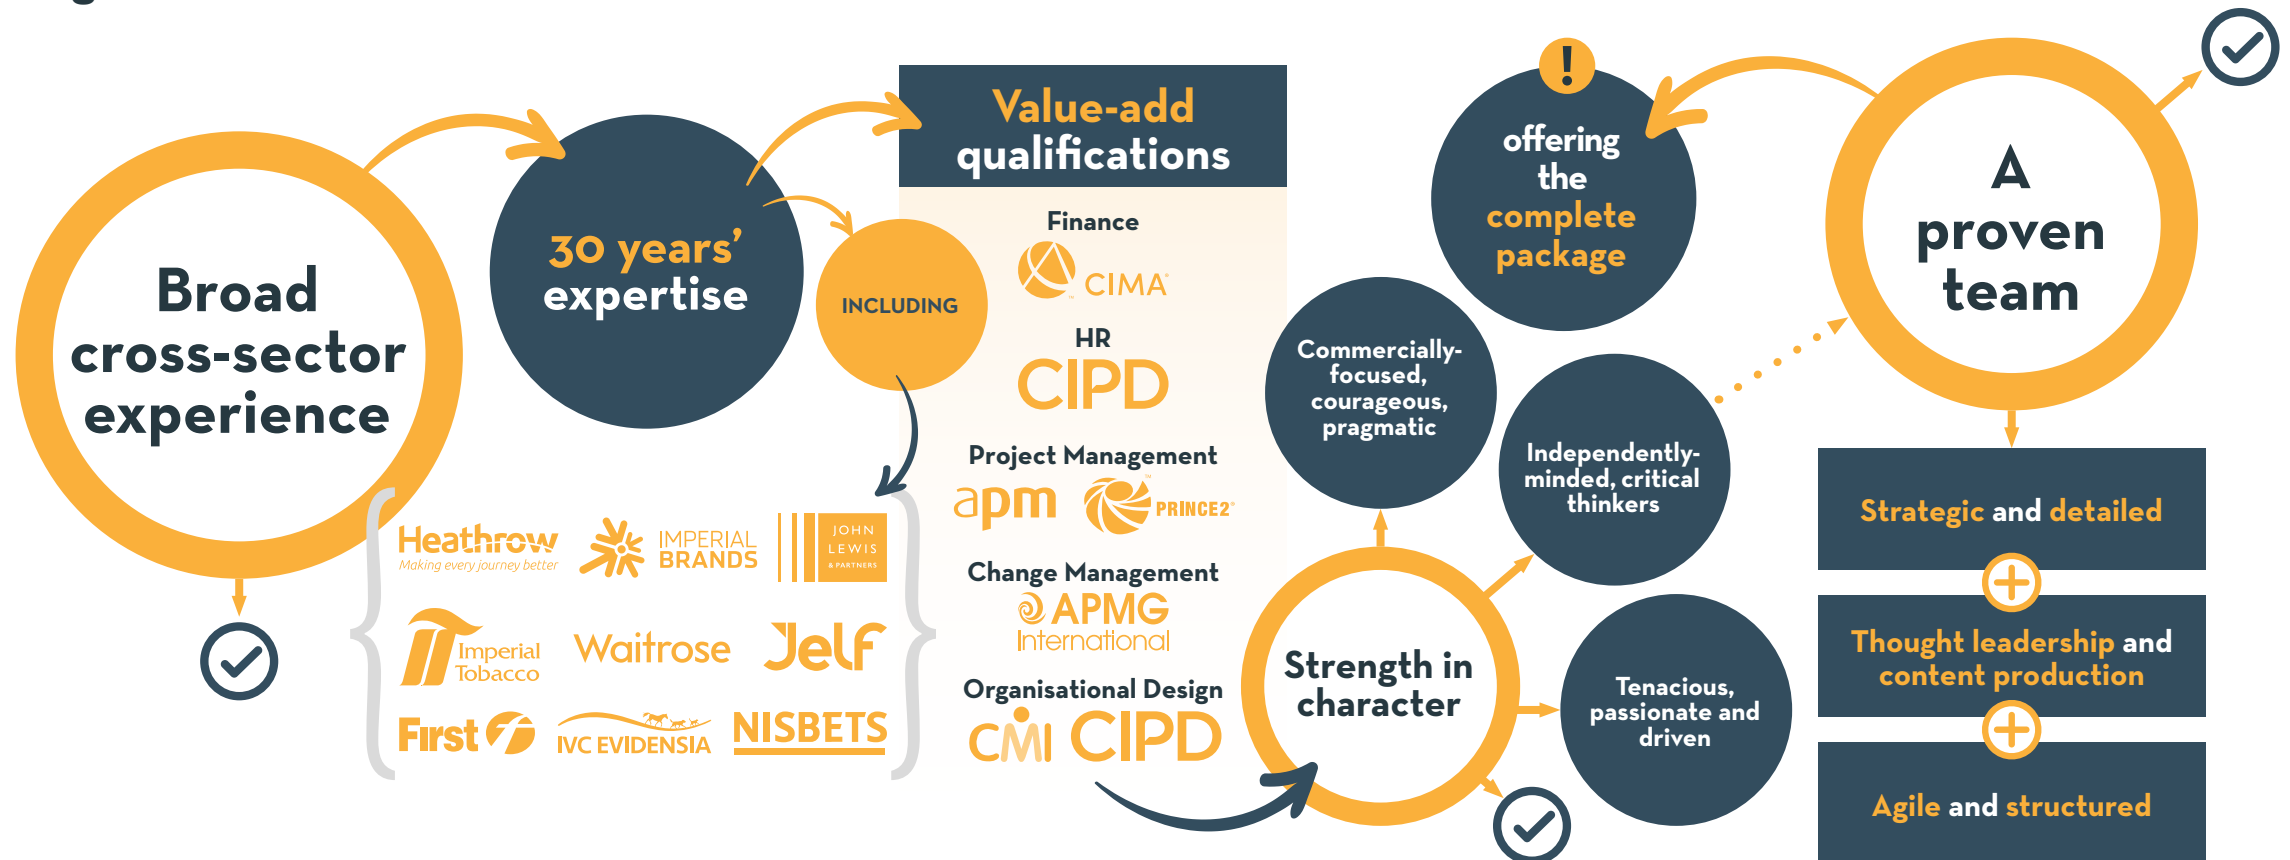 Broad
cross-sector
experience
30 years'
expertise
INCLUDING
Heathrow
Making every journey better
IMPERIAL
BRANDS
JOHN
LEWIS
& PARTNERS
Imperial
Tobacco
Waitrose
Jelf
First
IVC EVIDENSIA
NISBETS
Value-add
qualifications
Finance
CIMA
HR
CIPD
Project Management
apm
PRINCE2®
Change Management
APMG
International
Organisational Design
CMI CIPD
Strength in
character
Commercially-
focused,
courageous,
pragmatic
Independently-
minded, critical
thinkers
Tenacious,
passionate and
driven
!
offering
the
complete
package
A
proven
team
Strategic and detailed
Thought leadership and
content production
Agile and structured